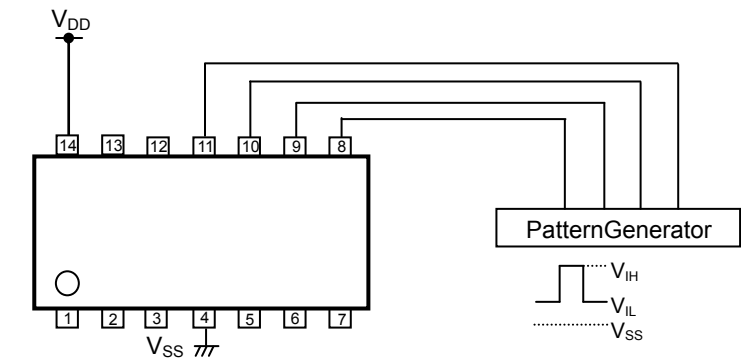 VDD
14 13 12 11 10 9 8
PatternGenerator
VIH
VIL
VSS
1 2 3 4 5 6 7
VSS